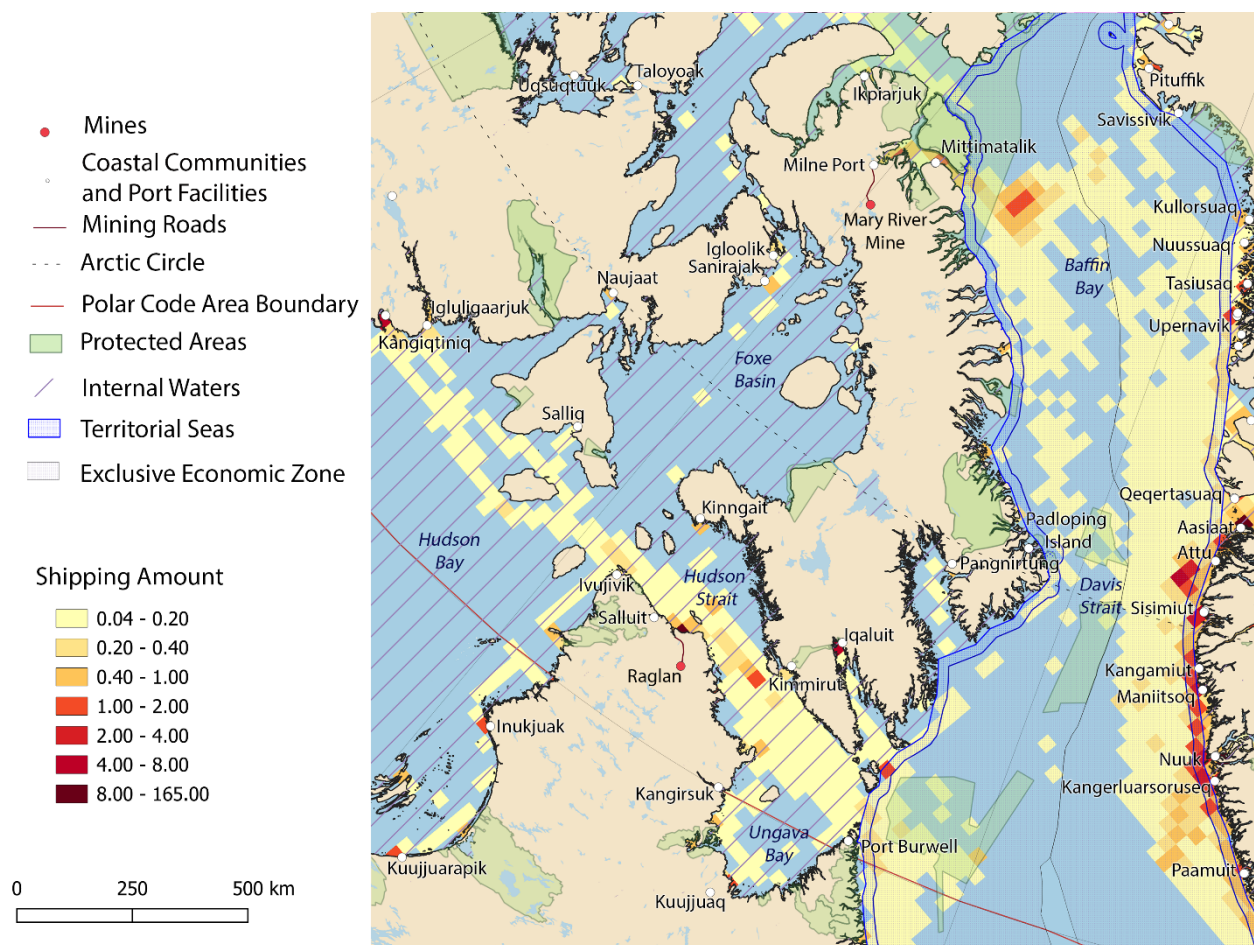 Mines
Coastal Communities
and Port Facilities
Mining Roads
Arctic Circle
Polar Code Area Boundary
Protected Areas
Internal Waters
Territorial Seas
Exclusive Economic Zone
Shipping Amount
0.04 - 0.20
0.20 - 0.40
0.40 - 1.00
1.00 - 2.00
2.00 - 4.00
4.00 - 8.00
8.00 - 165.00
0 250 500 km
Uqsuqtuuk
Taloyoak
Ikpiarjuk
Pituffik
Savissivik
Milne Port
Mittimatalik
Mary River
Mine
Kullorsuaq
Nuussuaq
Igloolik
Sanirajak
Baffin
Bay
Naujaat
Tasiusaq
Igluligaarjuk
Upernavik
Kangiqtiniq
Foxe
Basin
Salliq
Qeqertasuaq
Kinngait
Padloping
Island
Aasiaat
Hudson
Bay
Attu
Pangnirtung
Ivujivik
Hudson
Strait
Davis
Strait
Sisimiut
Salluit
Iqaluit
Raglan
Kimmirut
Kangamiut
Maniitsoq
Inukjuak
Nuuk
Kangirsuk
Kangerluarsoruseq
Ungava
Bay
Port Burwell
Kuujjuarapik
Paamuit
Kuujjuaq